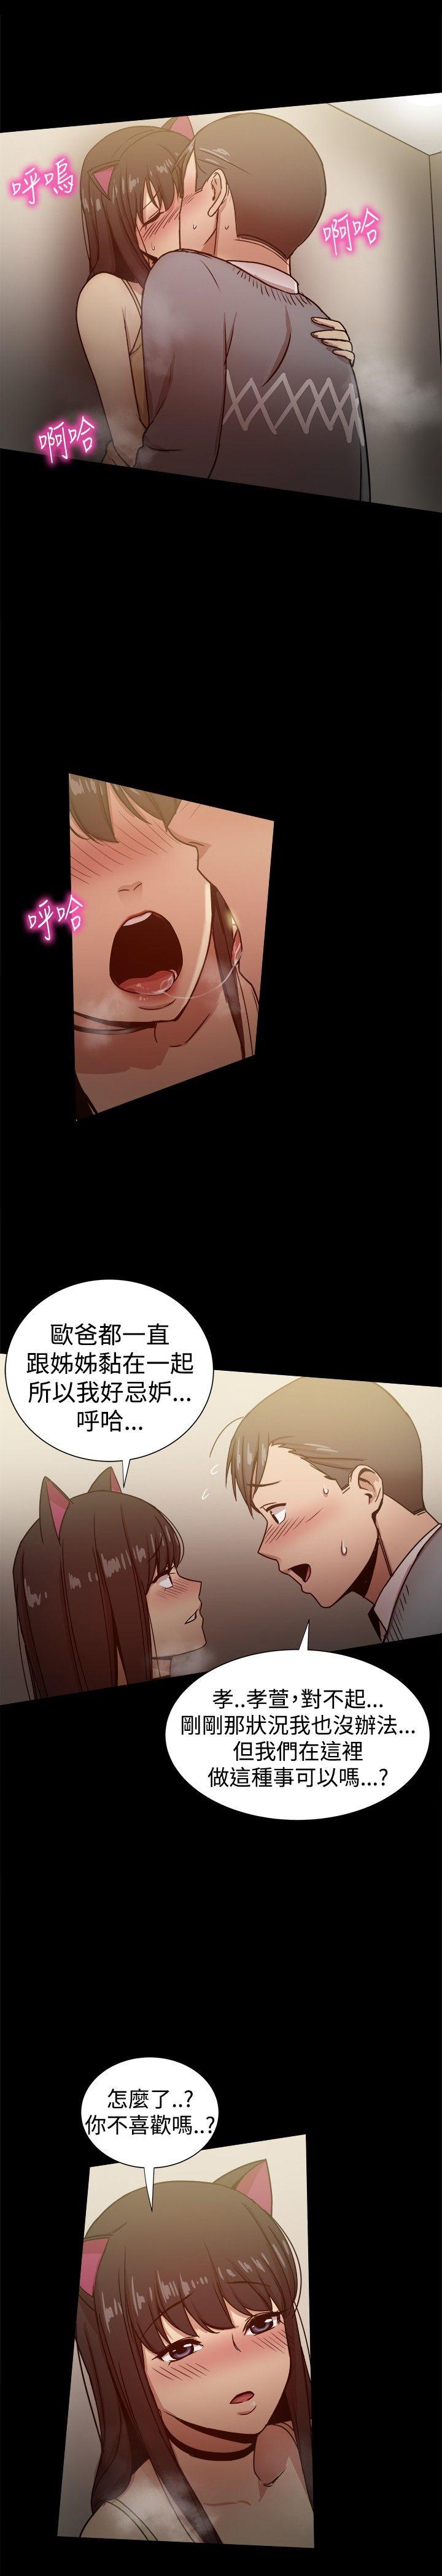 呼嗚
啊哈
啊哈
呼哈
歐爸都一直
跟姊姊黏在一起
所以我好忌妒...
呼哈...
孝..孝萱，對不起...
剛剛那狀況我也沒辦法...
但我們在這裡
做這種事可以嗎...?
怎麼了..?
你不喜歡嗎..?